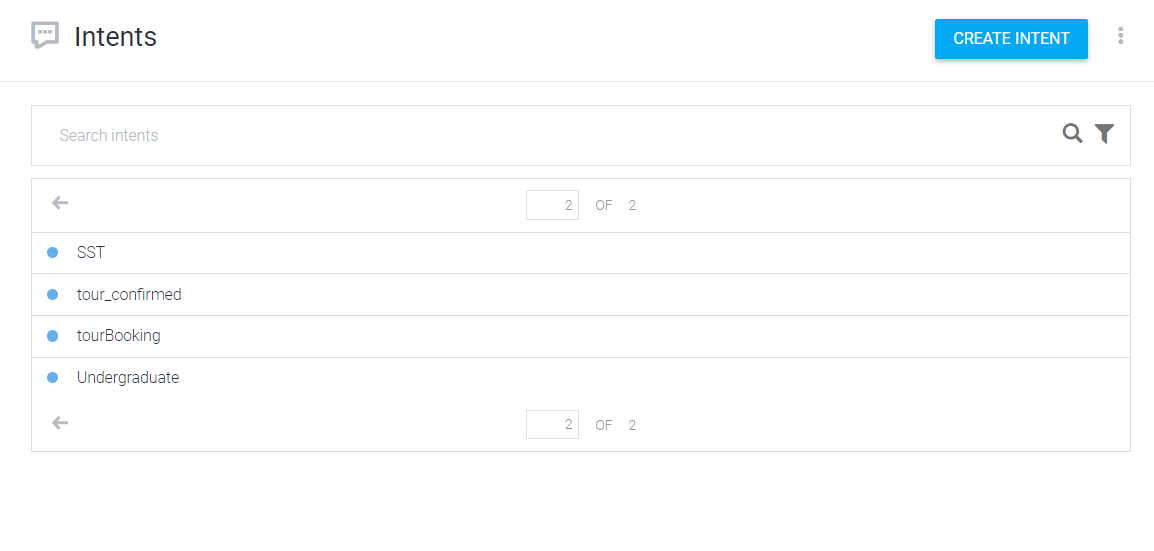 Intents
CREATE INTENT
Search intents
2 OF 2
SST
tour_confirmed
tourBooking
Undergraduate
2 OF 2